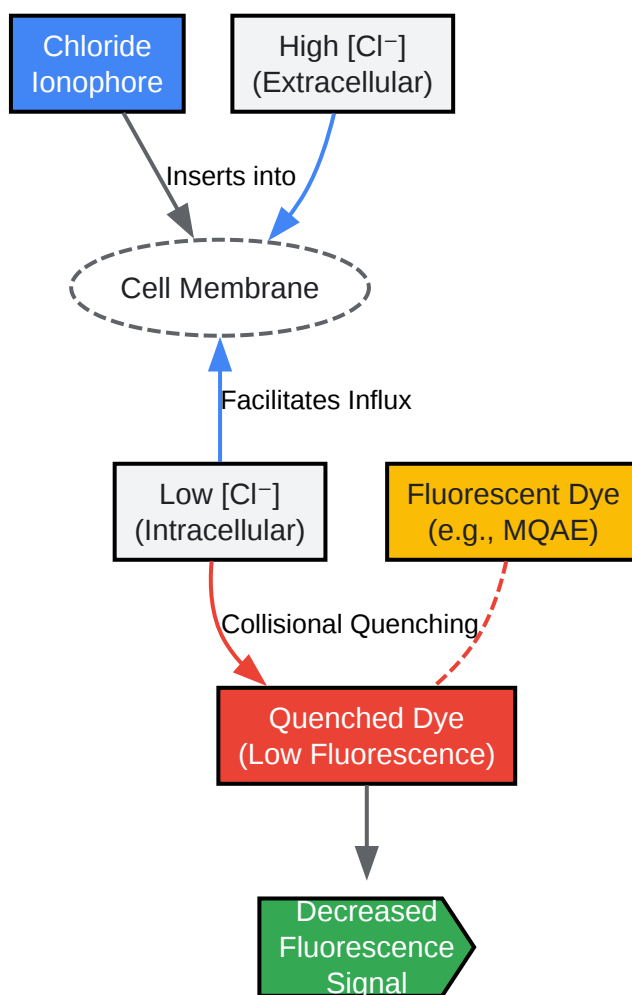 Chloride
Ionophore
High [Cl⁻]
(Extracellular)
Inserts into
Cell Membrane
Facilitates Influx
Low [Cl⁻]
(Intracellular)
Fluorescent Dye
(e.g., MQAE)
Collisional Quenching
Quenched Dye
(Low Fluorescence)
Decreased
Fluorescence
Signal